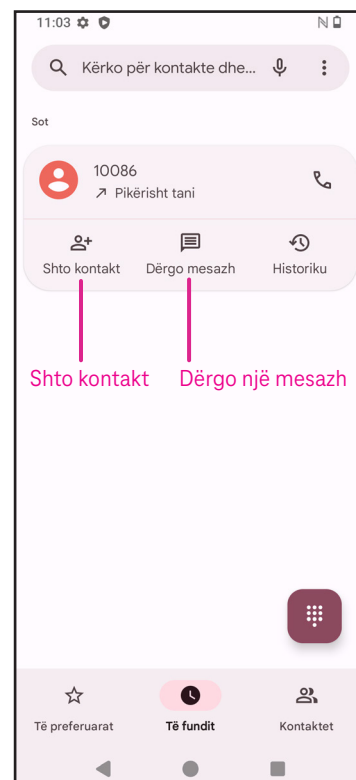 11:03
Kërko për kontakte dhe...
Sot
10086
Pikërisht tani
Shto kontakt
Dërgo mesazh
Historiku
Shto kontakt
Dërgo një mesazh
Të preferuarat
Të fundit
Kontaktet